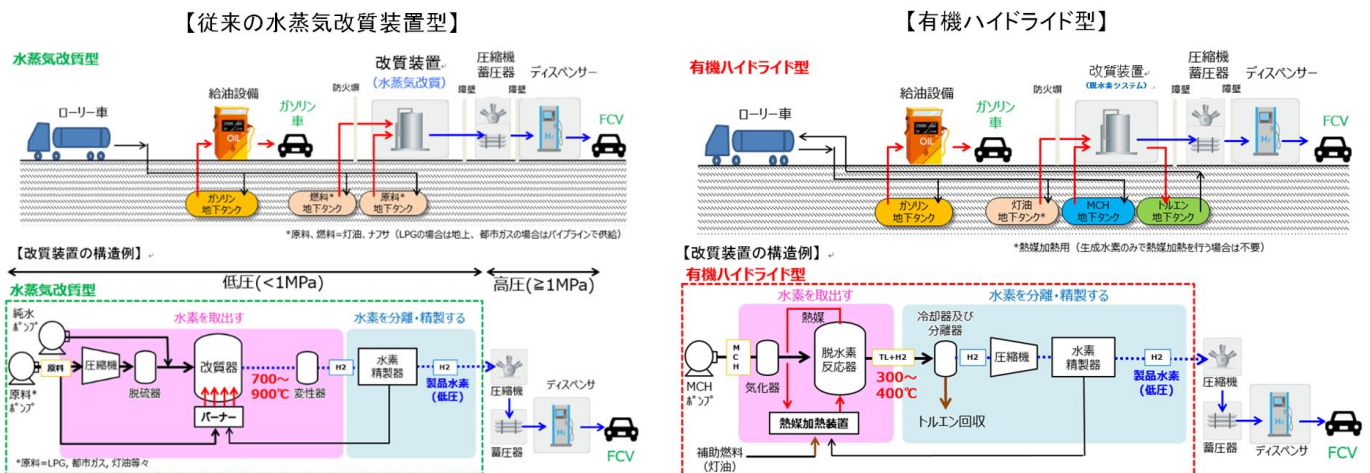 【従来の水蒸気改質装置型】
水蒸気改質型
ローリー車
給油設備
OIL
ガソリン
車
防火塀
改質装置
(水蒸気改質)
障壁
圧縮機
蓄圧器
障壁
ディスペンサー
H2
FCV
ガソリン
地下タンク
燃料*
地下タンク
原料*
地下タンク
*原料、燃料=灯油、ナフサ(LPGの場合は地上、都市ガスの場合はパイプラインで供給)
【改質装置の構造例】
低圧(<1MPa)
高圧(≧1MPa)
水蒸気改質型
水素を取出す
水素を分離・精製する
純水
ポンプ
原料
原料*
ポンプ
圧縮機
脱硫器
改質器
バーナー
700~
900℃
変性器
H2
水素
精製器
H2
製品水素
(低圧)
圧縮機
蓄圧器
ディスペンサ
FCV
*原料=LPG, 都市ガス, 灯油等々
【有機ハイドライド型】
有機ハイドライド型
ローリー車
給油設備
OIL
ガソリン
車
防火塀
改質装置
(脱水素システム)
障壁
圧縮機
蓄圧器
障壁
ディスペンサー
H2
FCV
ガソリン
地下タンク
灯油
地下タンク*
MCH
地下タンク
トルエン
地下タンク
*熱媒加熱用(生成水素のみで熱媒加熱を行う場合は不要)
【改質装置の構造例】
有機ハイドライド型
水素を取出す
水素を分離・精製する
MCH
ポンプ
MCH
気化器
熱媒
脱水素
反応器
熱媒加熱装置
補助燃料
(灯油)
TL+H2
300~
400℃
冷却器及び
分離器
トルエン回収
H2
圧縮機
水素
精製器
H2
製品水素
(低圧)
圧縮機
蓄圧器
ディスペンサ
FCV